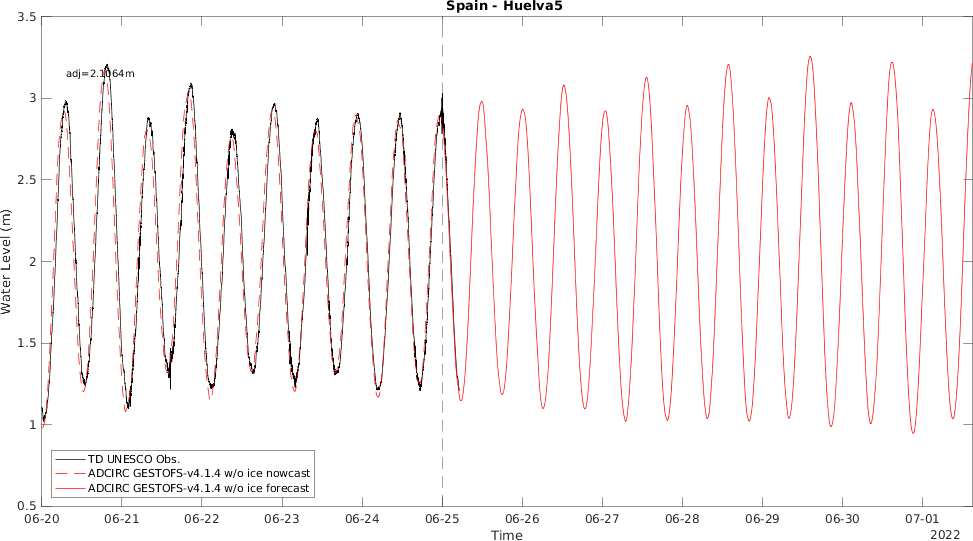 Spain - Huelva5
adj=2.1064m
Water Level (m)
3.5
3
2.5
2
1.5
1
0.5
TD UNESCO Obs.
ADCIRC GESTOFS-v4.1.4 w/o ice nowcast
ADCIRC GESTOFS-v4.1.4 w/o ice forecast
06-20 06-21 06-22 06-23 06-24 06-25 06-26 06-27 06-28 06-29 06-30 07-01
2022
Time